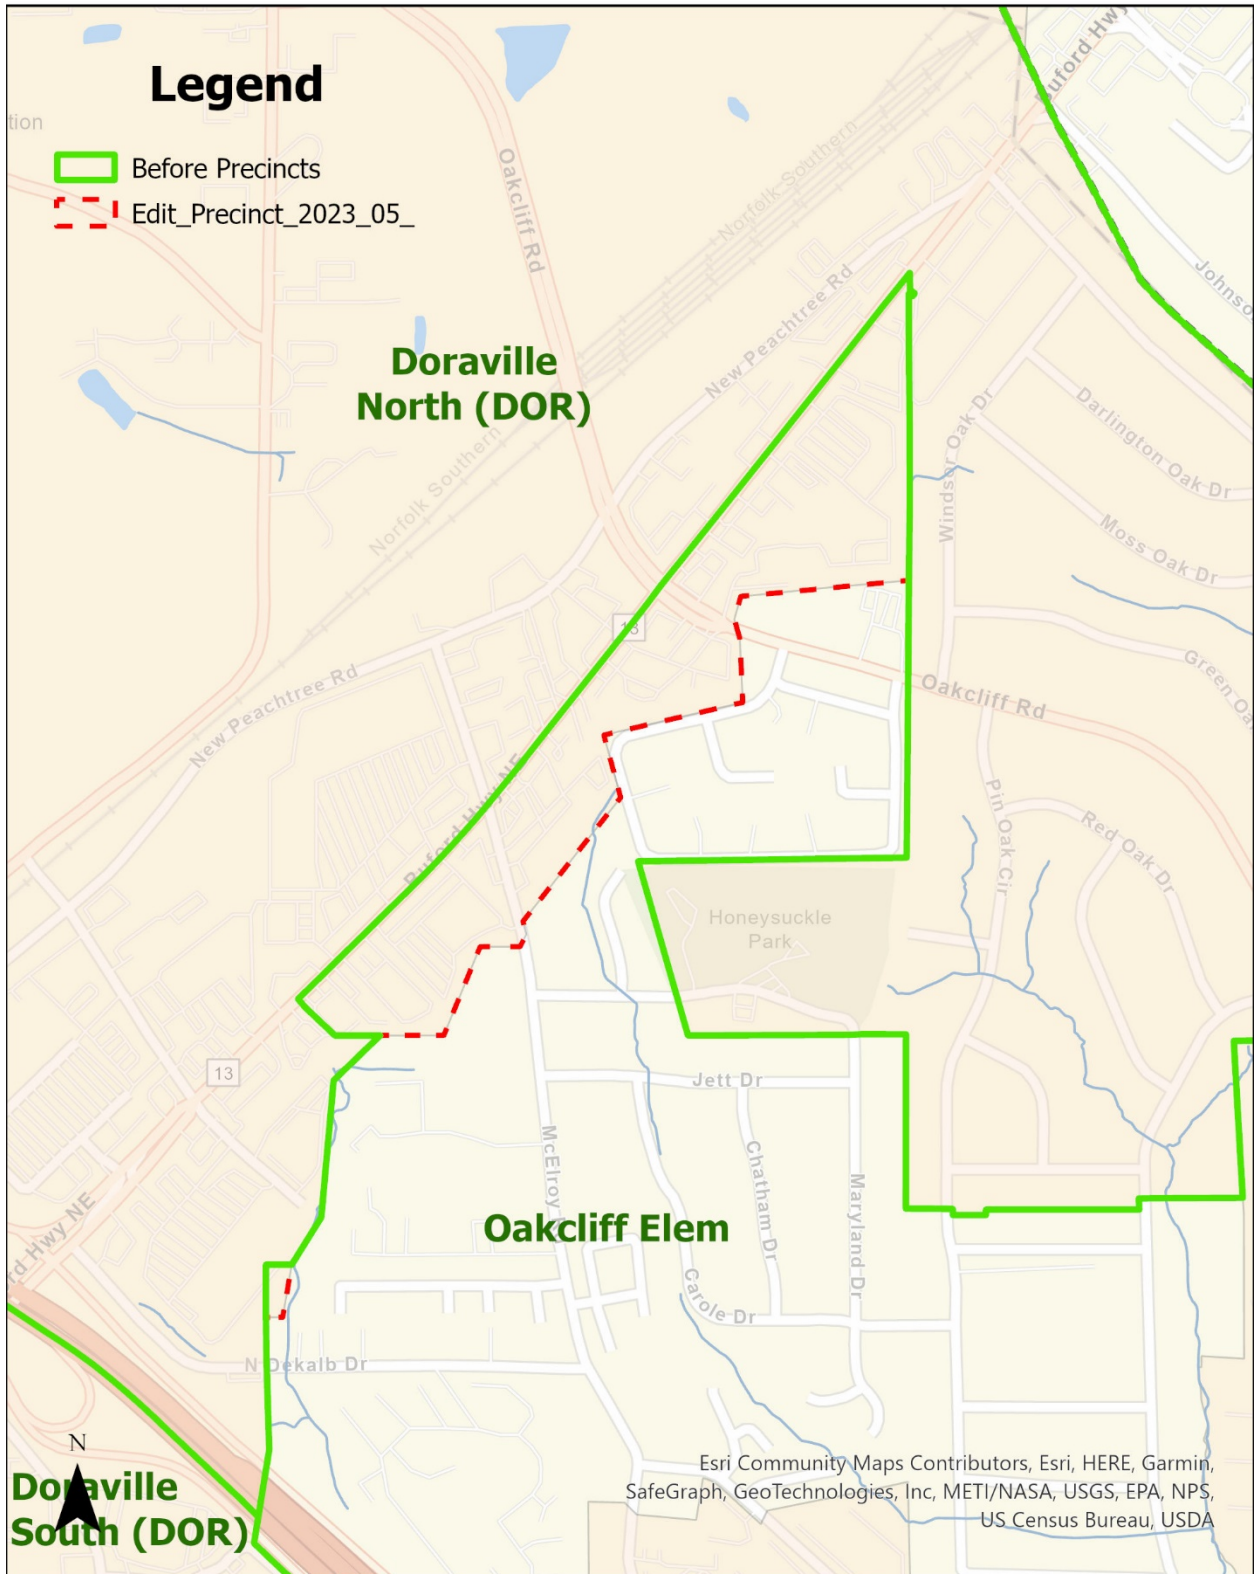 Legend
tion
Before Precincts
Edit_Precinct_2023_05_
Buford Hwy
Oakcliff Rd
Norfolk Southern
Johnso
New Peachtree Rd
Doraville
North (DOR)
Darlington Oak Dr
Windsor Oak Dr
Moss Oak Dr
Norfolk Southern
13
Green Oa
New Peachtree Rd
Oakcliff Rd
Buford Hwy NE
Pin Oak Cir
Red Oak Dr
Honeysuckle
Park
13
Jett Dr
McElroy
Chatham Dr
Maryland Dr
Oakcliff Elem
rd Hwy NE
Carole Dr
N Dekalb Dr
N
Doraville
South (DOR)
Esri Community Maps Contributors, Esri, HERE, Garmin,
SafeGraph, GeoTechnologies, Inc, METI/NASA, USGS, EPA, NPS,
US Census Bureau, USDA